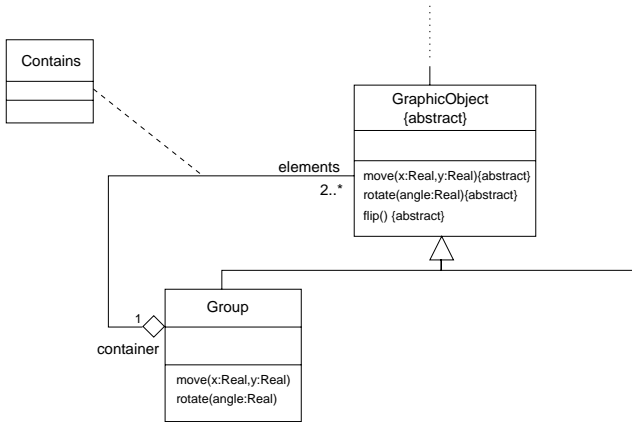 Contains
GraphicObject
{abstract}
move(x:Real,y:Real){abstract}
rotate(angle:Real){abstract}
flip() {abstract}
elements
2..*
Group
1
container
move(x:Real,y:Real)
rotate(angle:Real)